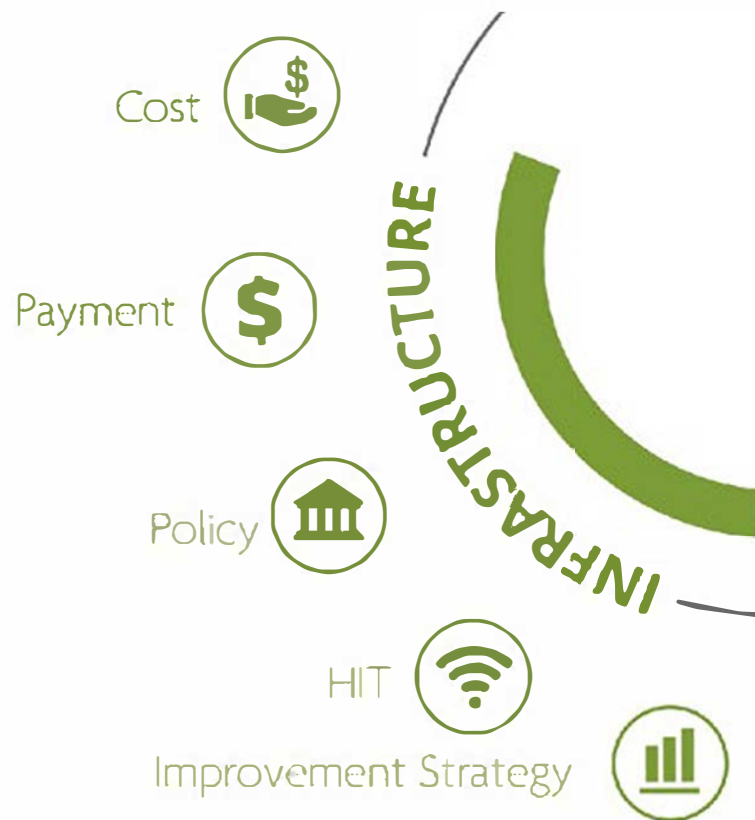 Cost
Payment
INFRASTRUCTURE
Policy
HIT
Improvement Strategy